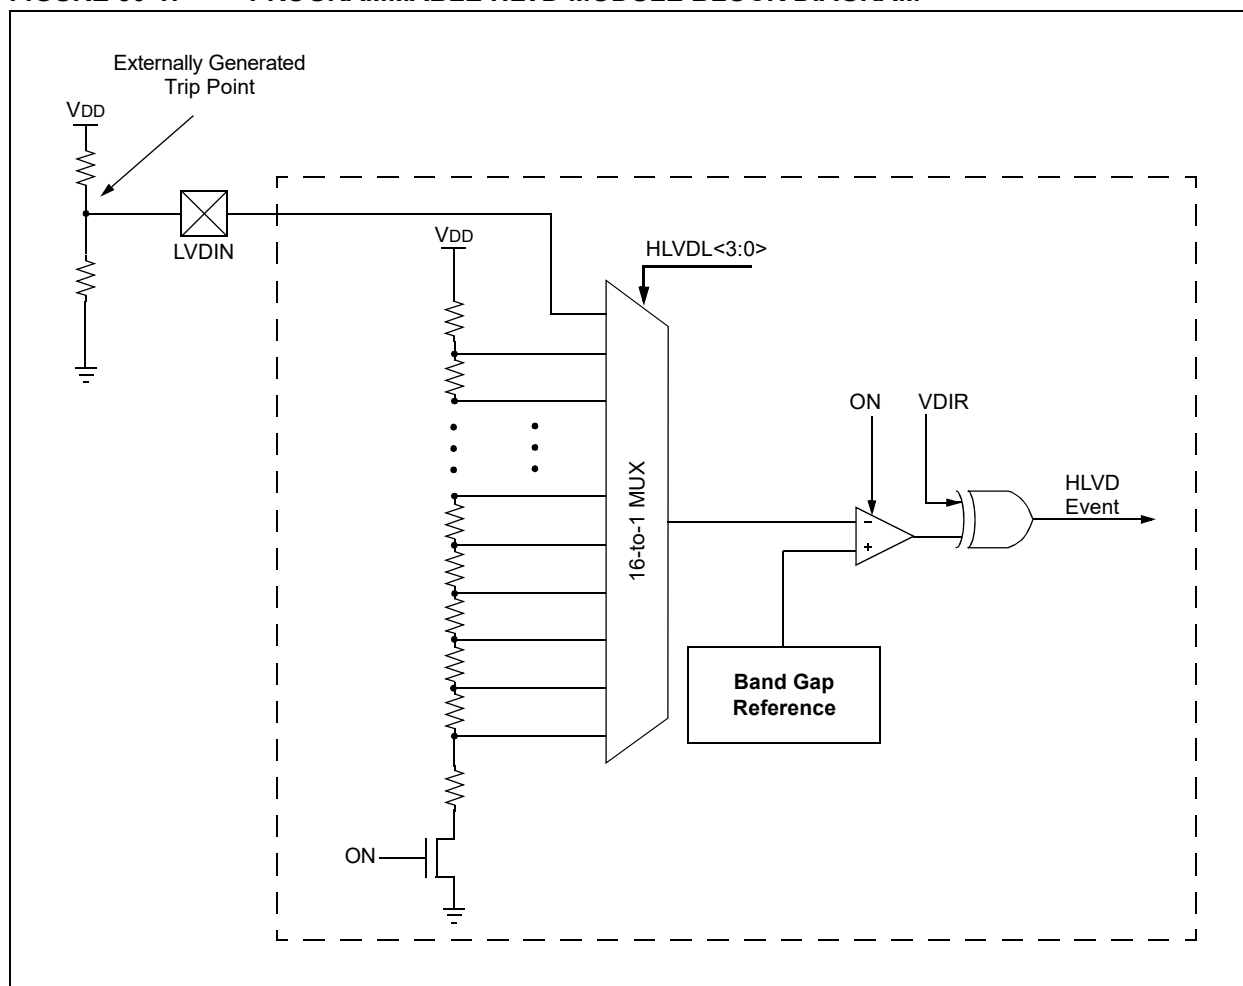 Externally Generated
Trip Point
VDD
LVDIN
VDD
HLVDL<3:0>
16-to-1 MUX
ON
VDIR
HLVD
Event
-
+
Band Gap
Reference
ON